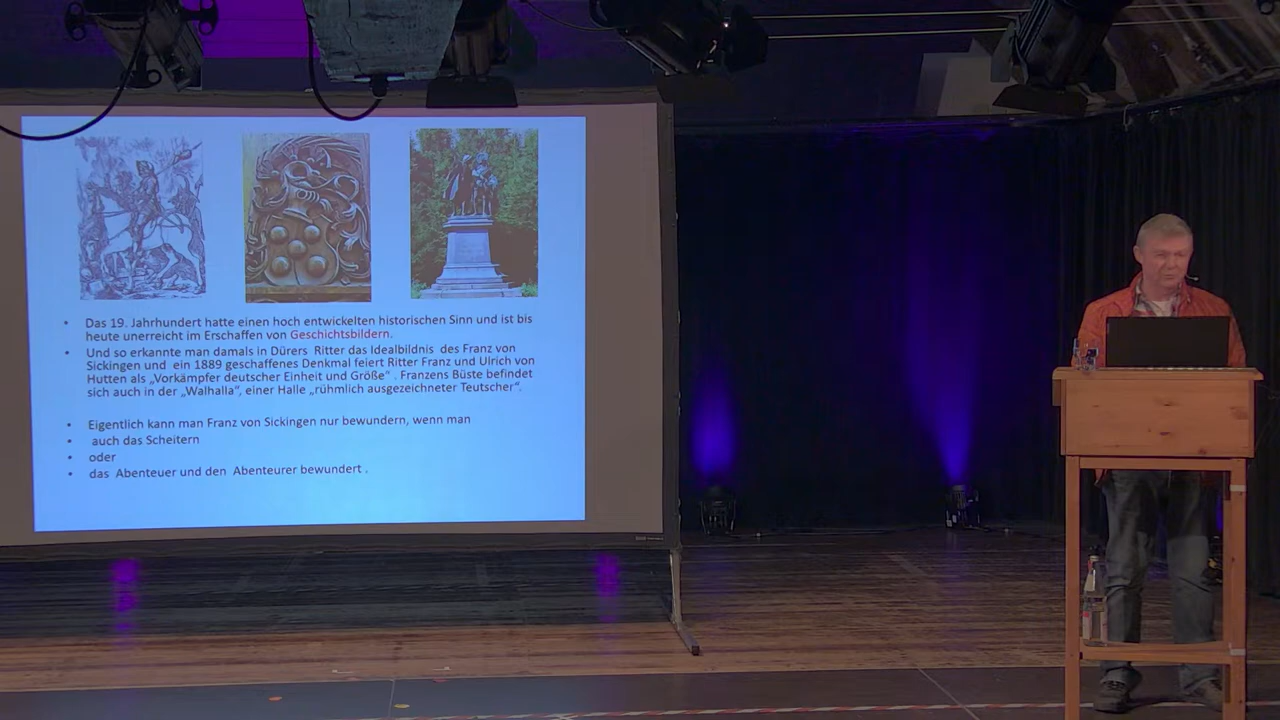 • Das 19. Jahrhundert hatte einen hoch entwickelten historischen Sinn und ist bis
heute unerreicht im Erschaffen von Geschichtsbildern.
• Und so erkannte man damals in Dürers Ritter das Idealbildnis des Franz von
Sickingen und ein 1889 geschaffenes Denkmal feiert Ritter Franz und Ulrich von
Hutten als „Vorkämpfer deutscher Einheit und Größe" . Franzens Büste befindet
sich auch in der „Walhalla", einer Halle „rühmlich ausgezeichneter Teutscher".
• Eigentlich kann man Franz von Sickingen nur bewundern, wenn man
• auch das Scheitern
• oder
• das Abenteuer und den Abenteurer bewundert .